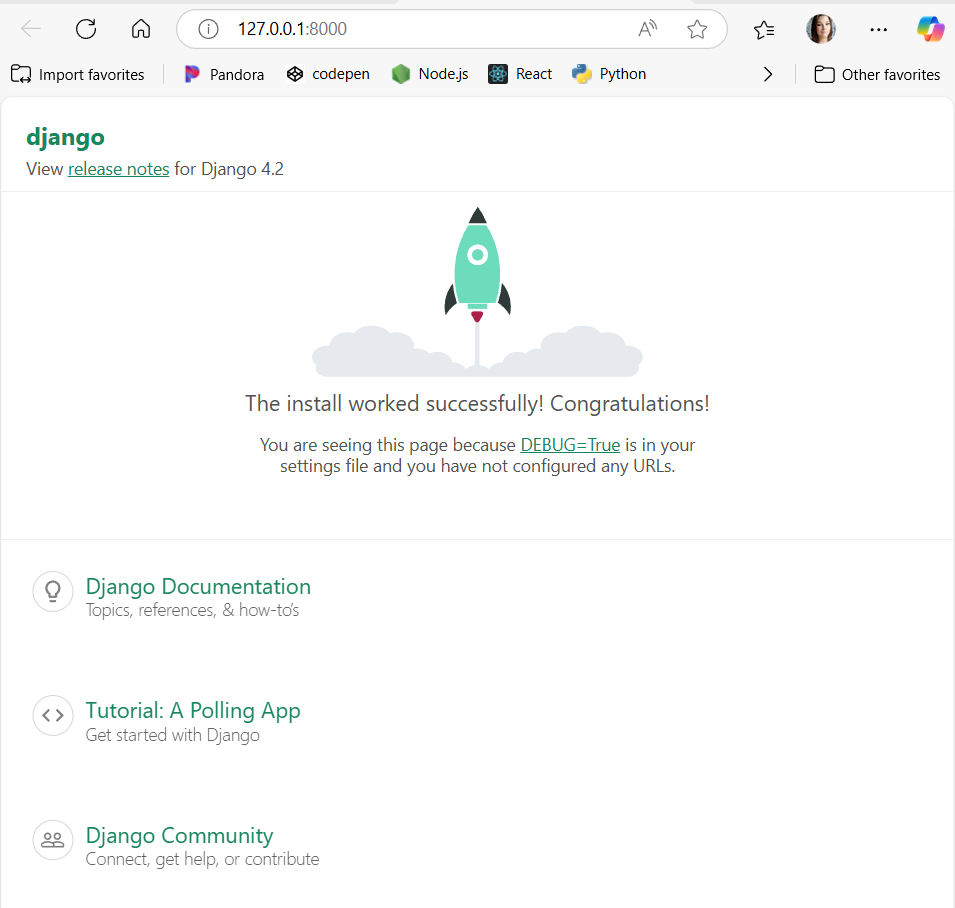 127.0.0.1:8000
Import favorites
Pandora
codepen
Node.js
React
Python
Other favorites
django
View release notes for Django 4.2
The install worked successfully! Congratulations!
You are seeing this page because DEBUG=True is in your
settings file and you have not configured any URLs.
Django Documentation
Topics, references, & how-to’s
Tutorial: A Polling App
Get started with Django
Django Community
Connect, get help, or contribute